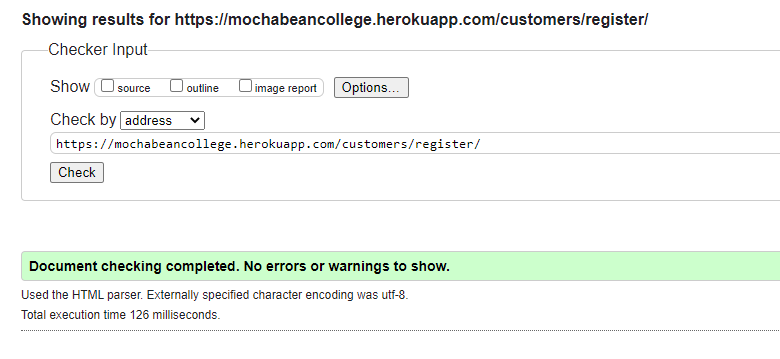 Showing results for https://mochabeancollege.herokuapp.com/customers/register/
Checker Input
Show source outline image report Options...
Check by address
https://mochabeancollege.herokuapp.com/customers/register/
Check
Document checking completed. No errors or warnings to show.
Used the HTML parser. Externally specified character encoding was utf-8.
Total execution time 126 milliseconds.